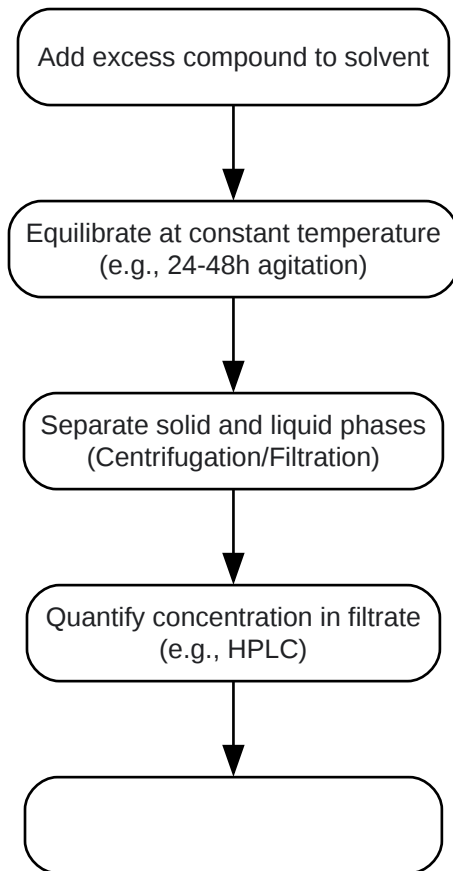 Add excess compound to solvent
Equilibrate at constant temperature
(e.g., 24-48h agitation)
Separate solid and liquid phases
(Centrifugation/Filtration)
Quantify concentration in filtrate
(e.g., HPLC)